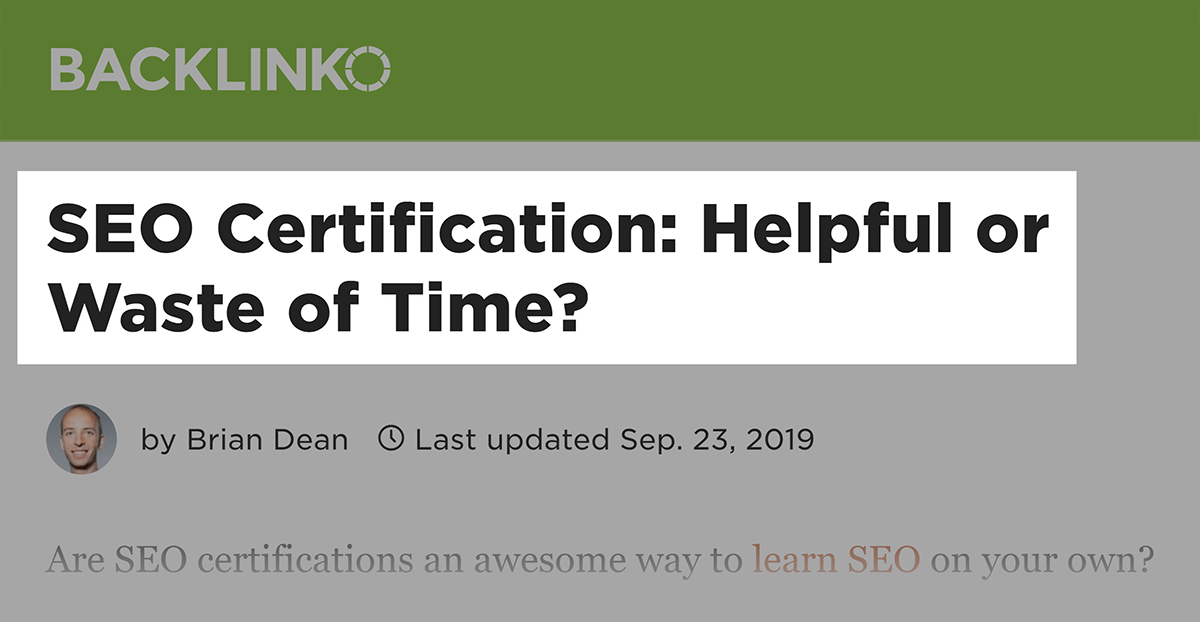 BACKLINKO
SEO Certification: Helpful or
Waste of Time?
by Brian Dean Last updated Sep. 23, 2019
Are SEO certifications an awesome way to learn SEO on your own?